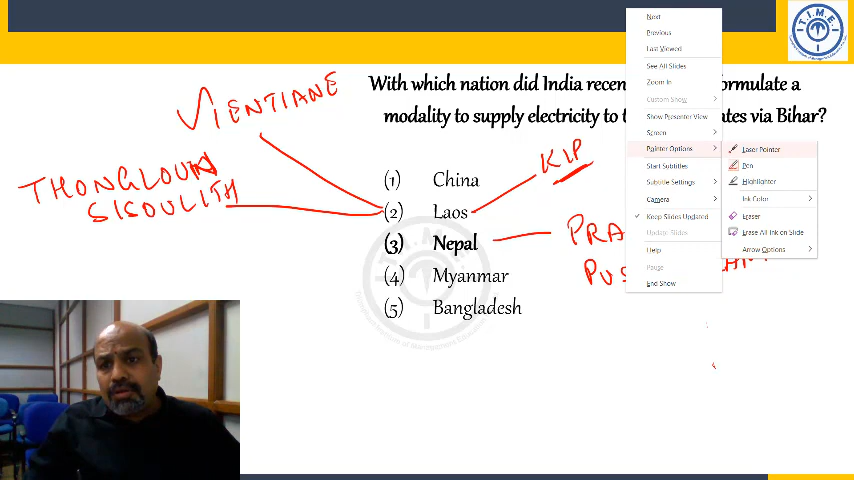 T.I.M.E.
With which nation did India recen ormulate a
modality to supply electricity to t ates via Bihar?
VIENTIANE
THONGLOUN
SISOULITH
KIP
(1) China
(2) Laos
(3) Nepal
(4) Myanmar
(5) Bangladesh
PRA
PUS
Next
Previous
Last Viewed
See All Slides
Zoom In
Custom Show
Show Presenter View
Screen
Pointer Options
Start Subtitles
Subtitle Settings
Camera
Keep Slides Updated
Update Slides
Help
Pause
End Show
Laser Pointer
Pen
Highlighter
Ink Color
Eraser
Erase All Ink on Slide
Arrow Options